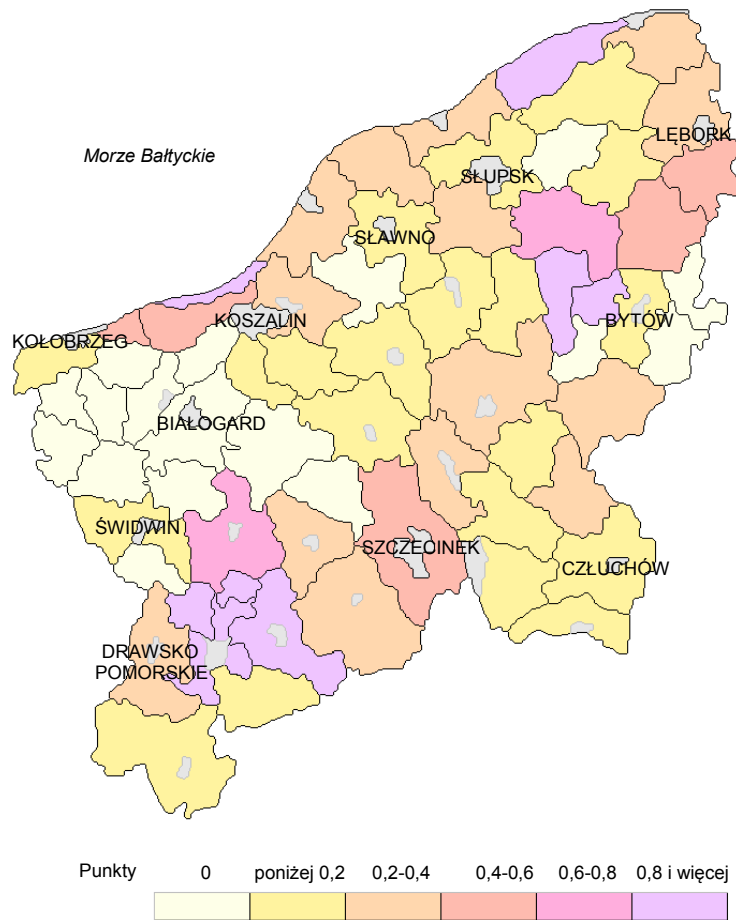 LĘBORK
Morze Bałtyckie
SŁUPSK
SŁAWNO
KOSZALIN
BYTÓW
KOŁOBRZEG
BIAŁOGARD
ŚWIDWIN
SZCZECINEK
CZŁUCHÓW
DRAWSKO
POMORSKIE
Punkty 0 poniżej 0,2 0,2-0,4 0,4-0,6 0,6-0,8 0,8 i więcej